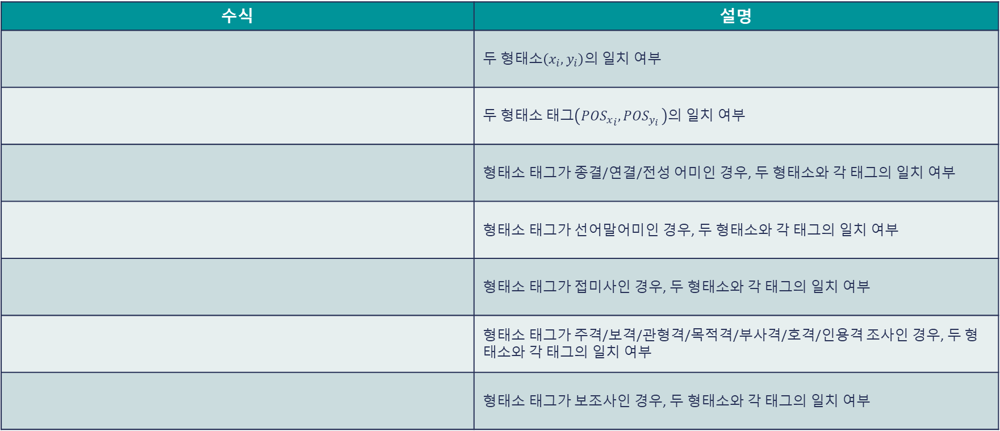 수식 설명
두 형태소(xᵢ, yᵢ)의 일치 여부
두 형태소 태그(POSₓᵢ, POSyᵢ)의 일치 여부
형태소 태그가 종결/연결/전성 어미인 경우, 두 형태소와 각 태그의 일치 여부
형태소 태그가 선어말어미인 경우, 두 형태소와 각 태그의 일치 여부
형태소 태그가 접미사인 경우, 두 형태소와 각 태그의 일치 여부
형태소 태그가 주격/보격/관형격/목적격/부사격/호격/인용격 조사인 경우, 두 형
태소와 각 태그의 일치 여부
형태소 태그가 보조사인 경우, 두 형태소와 각 태그의 일치 여부